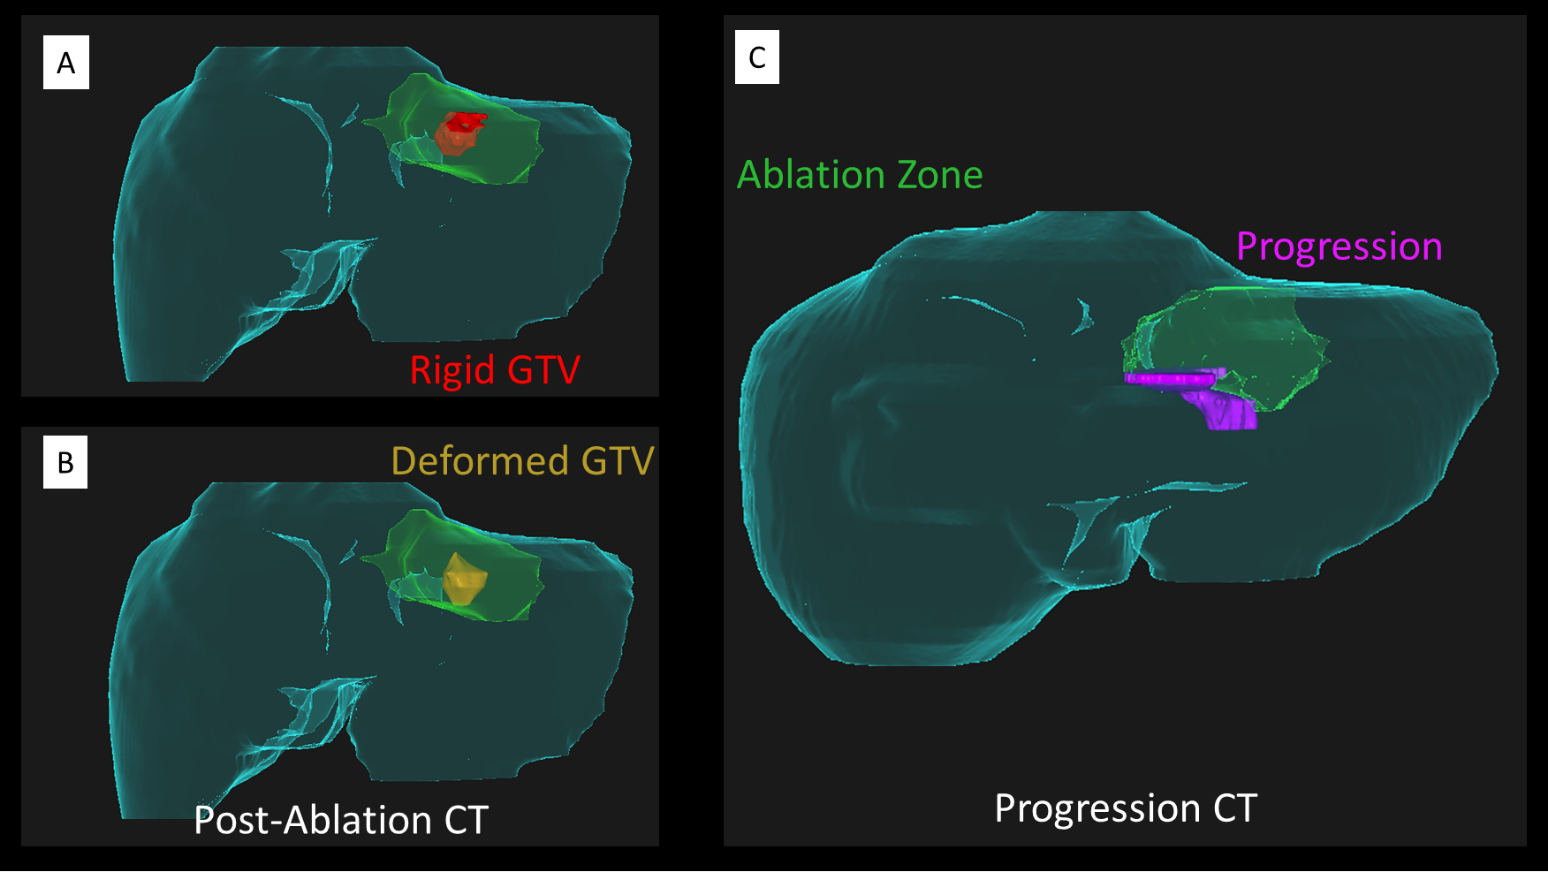 A
Rigid GTV
B
Deformed GTV
Post-Ablation CT
C
Ablation Zone
Progression
Progression CT